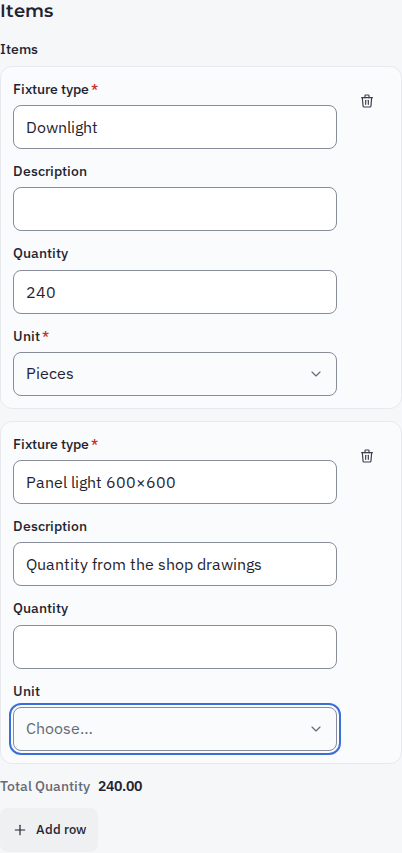 Items
Items
Fixture type *
Downlight
Description
Quantity
240
Unit *
Pieces
Fixture type *
Panel light 600×600
Description
Quantity from the shop drawings
Quantity
Unit
Choose...
Total Quantity 240.00
+ Add row